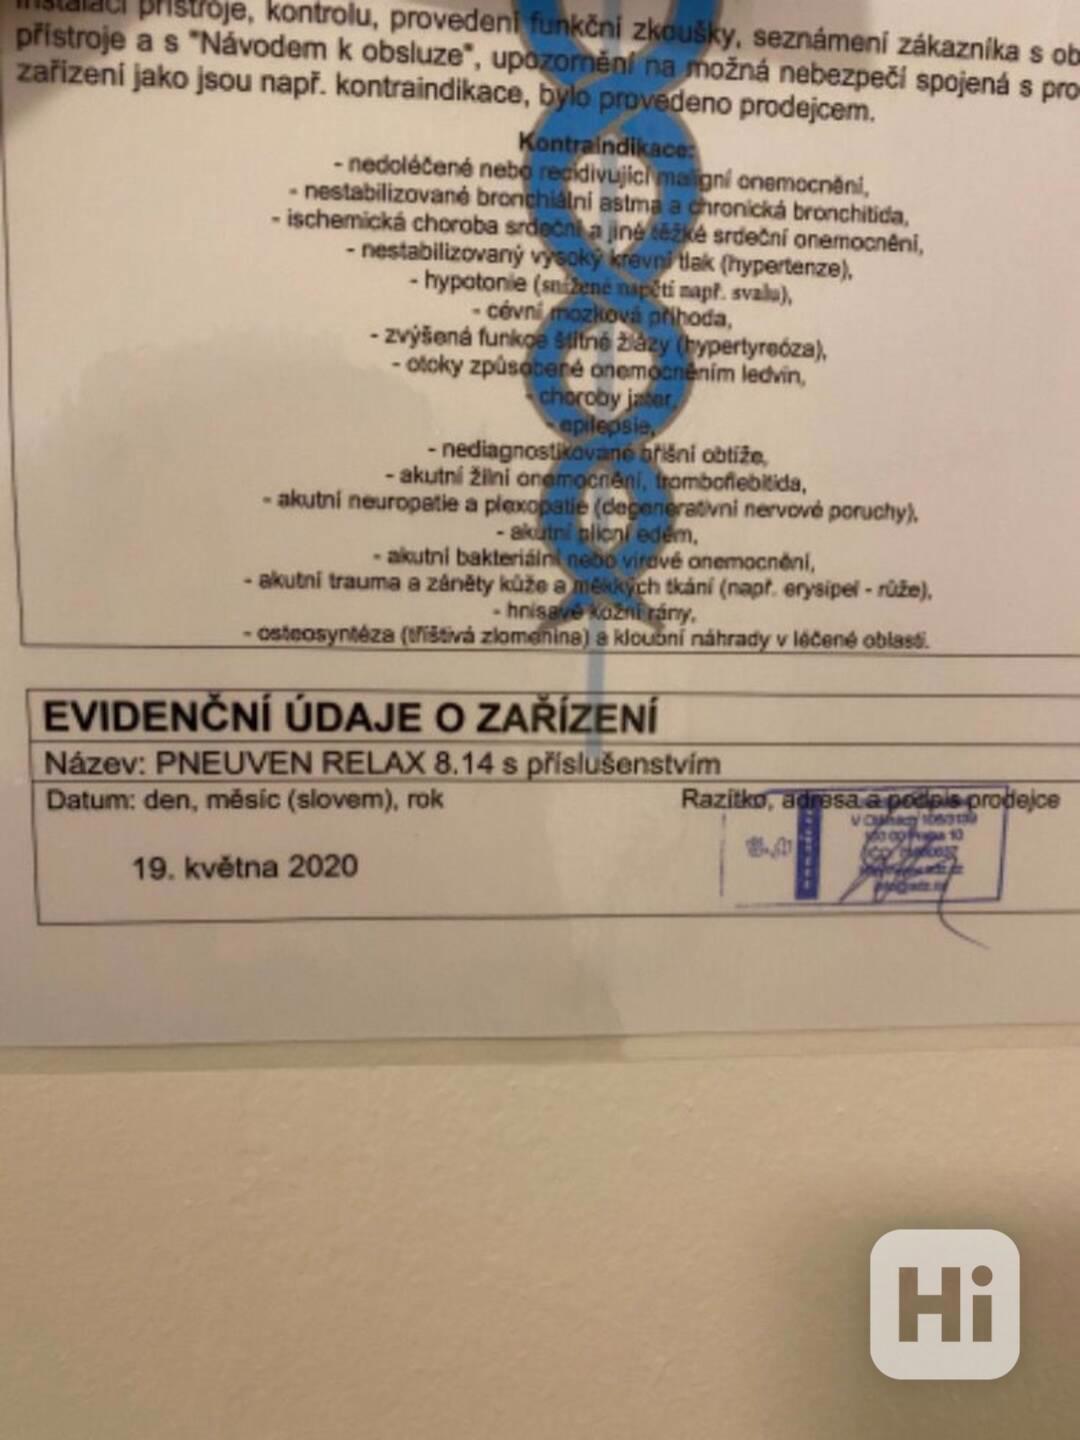 instalaci přístroje, kontrolu, provedení funkční zkoušky, seznámení zákazníka s ob
přístroje a s "Návodem k obsluze", upozornění na možná nebezpečí spojená s pro
zařízení jako jsou např. kontraindikace, bylo provedeno prodejcem.
Kontraindikace:
- nedoléčené nebo recidivující maligní onemocnění,
- nestabilizované bronchiální astma a chronická bronchitida,
- ischemická choroba srdeční a jiné těžké srdeční onemocnění,
- nestabilizovaný vysoký krevní tlak (hypertenze),
- hypotonie (snížené napětí např. svalu),
- cévní mozková příhoda,
- zvýšená funkce štítné žlázy (hypertyreóza),
- otoky způsobené onemocněním ledvin,
- choroby jater,
- epilepsie,
- nediagnostikované břišní obtíže,
- akutní žilní onemocnění, tromboflebitida,
- akutní neuropatie a plexopatie (degenerativní nervové poruchy),
- akutní plicní edém,
- akutní bakteriální nebo virové onemocnění,
- akutní trauma a záněty kůže a měkkých tkání (např. erysipel - růže),
- hnisavé kožní rány,
- osteosyntéza (tříštivá zlomenina) a kloubní náhrady v léčené oblasti.
EVIDENČNÍ ÚDAJE O ZAŘÍZENÍ
Název: PNEUVEN RELAX 8.14 s příslušenstvím
Datum: den, měsíc (slovem), rok
Razítko, adresa a podpis prodejce
19. května 2020
Praha 10
Hi